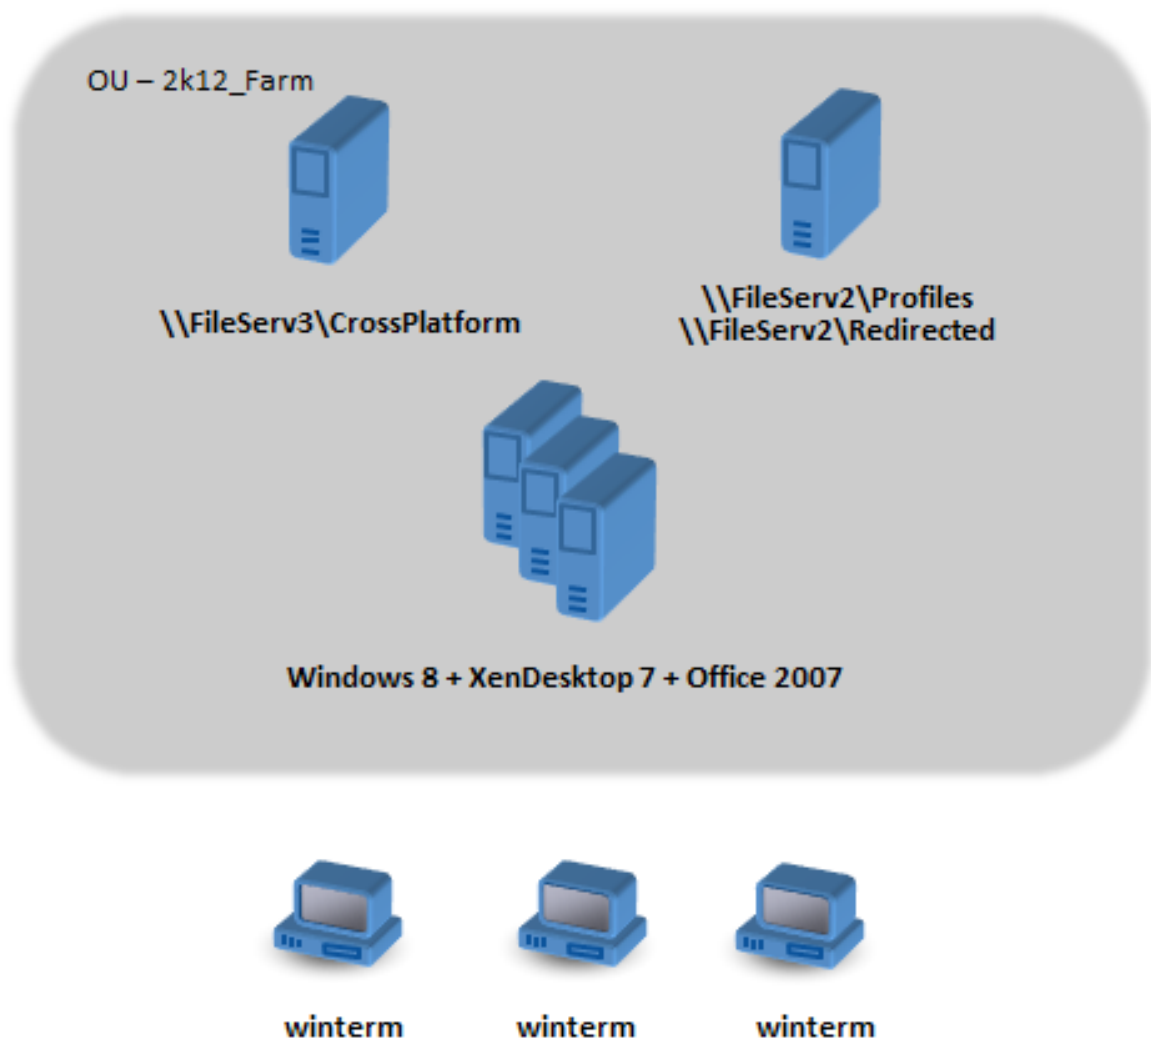 OU – 2k12_Farm
\\FileServ3\CrossPlatform
\\FileServ2\Profiles
\\FileServ2\Redirected
Windows 8 + XenDesktop 7 + Office 2007
winterm
winterm
winterm